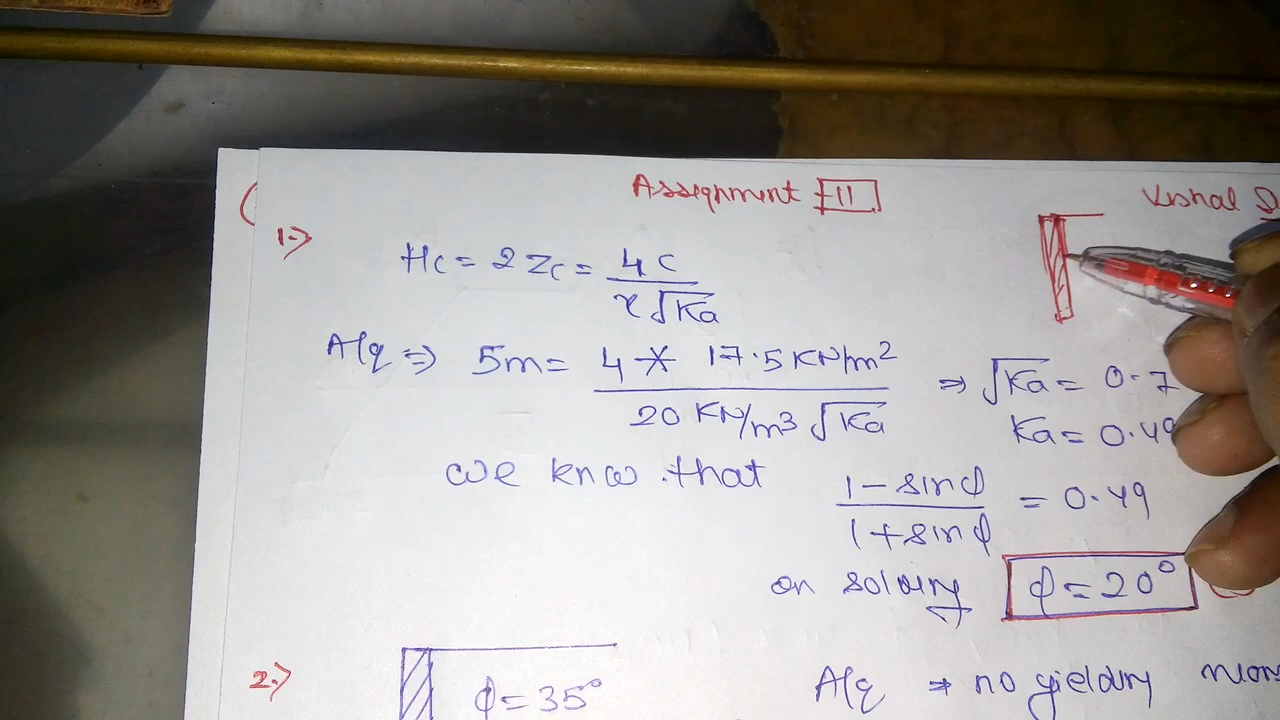 Assignment - II
Vishal
1.→
Hc = 2Zc = 4C / γ√Ka
A/q ⇒ 5m = 4 * 17.5 KN/m² / 20 KN/m³ √Ka ⇒ √Ka = 0.7
Ka = 0.49
we know that 1 - sinϕ / 1 + sinϕ = 0.49
on solving ϕ = 20°
2.→
ϕ = 35°
A/q → no yielding